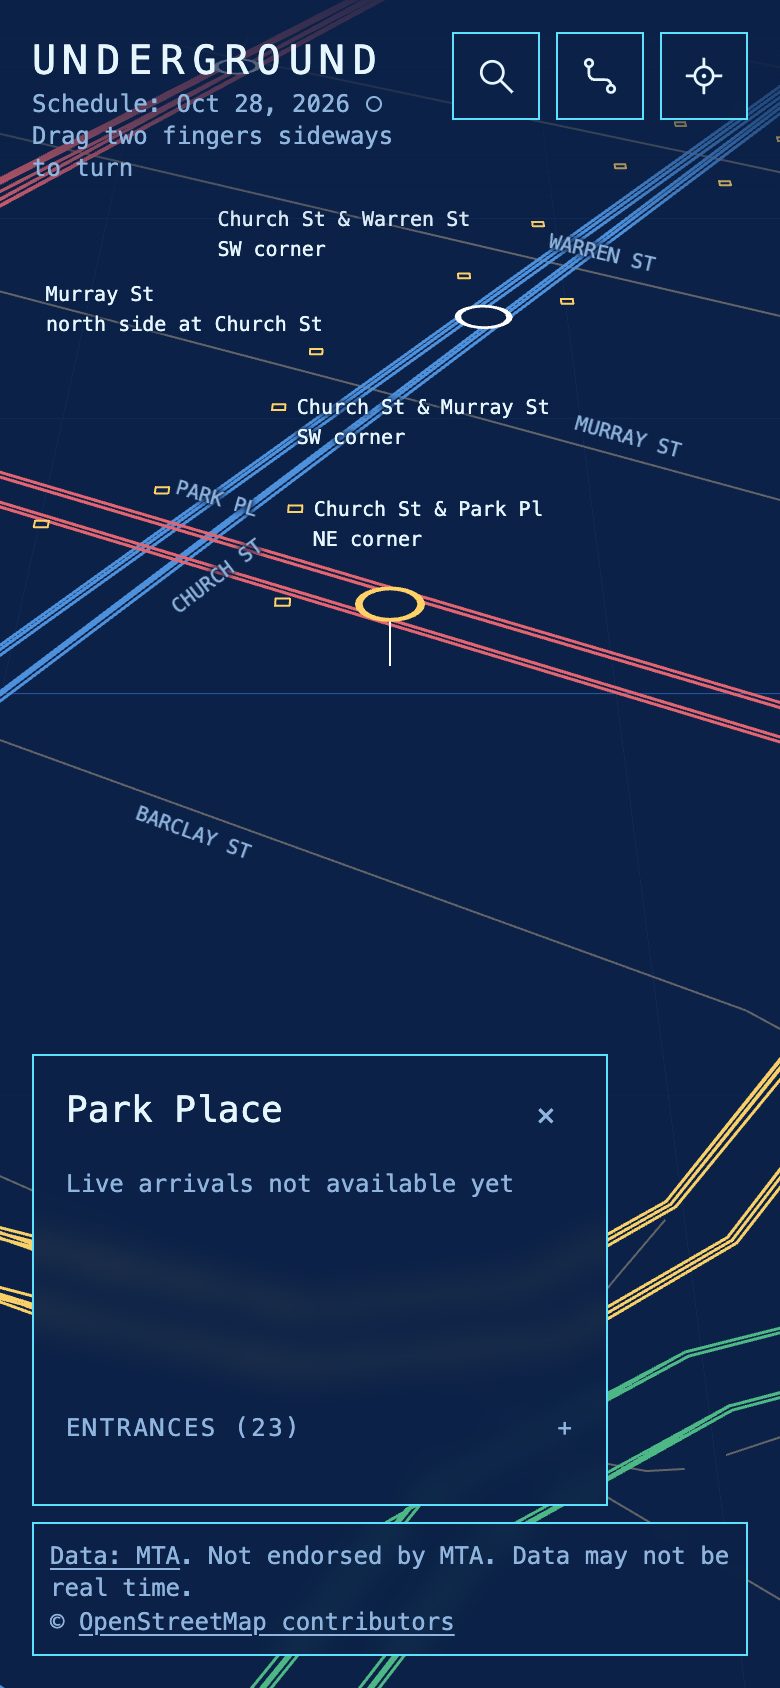 UNDERGROUND
Schedule: Oct 28, 2026
Drag two fingers sideways
to turn
Church St & Warren St
SW corner
WARREN ST
Murray St
north side at Church St
Church St & Murray St
SW corner
MURRAY ST
PARK PL
Church St & Park Pl
NE corner
CHURCH ST
BARCLAY ST
Park Place
×
Live arrivals not available yet
ENTRANCES (23) +
Data: MTA. Not endorsed by MTA. Data may not be
real time.
© OpenStreetMap contributors